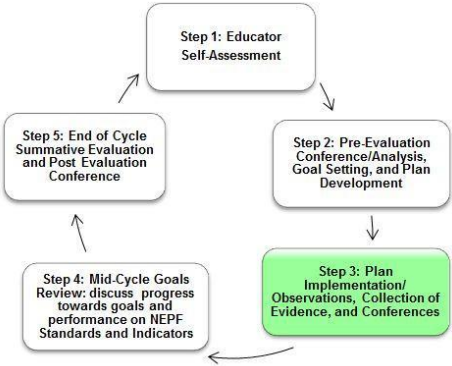 Step 1: Educator
Self-Assessment
Step 2: Pre-Evaluation
Conference/Analysis,
Goal Setting, and Plan
Development
Step 3: Plan
Implementation/
Observations, Collection of
Evidence, and Conferences
Step 4: Mid-Cycle Goals
Review: discuss progress
towards goals and
performance on NEPF
Standards and Indicators
Step 5: End of Cycle
Summative Evaluation
and Post Evaluation
Conference